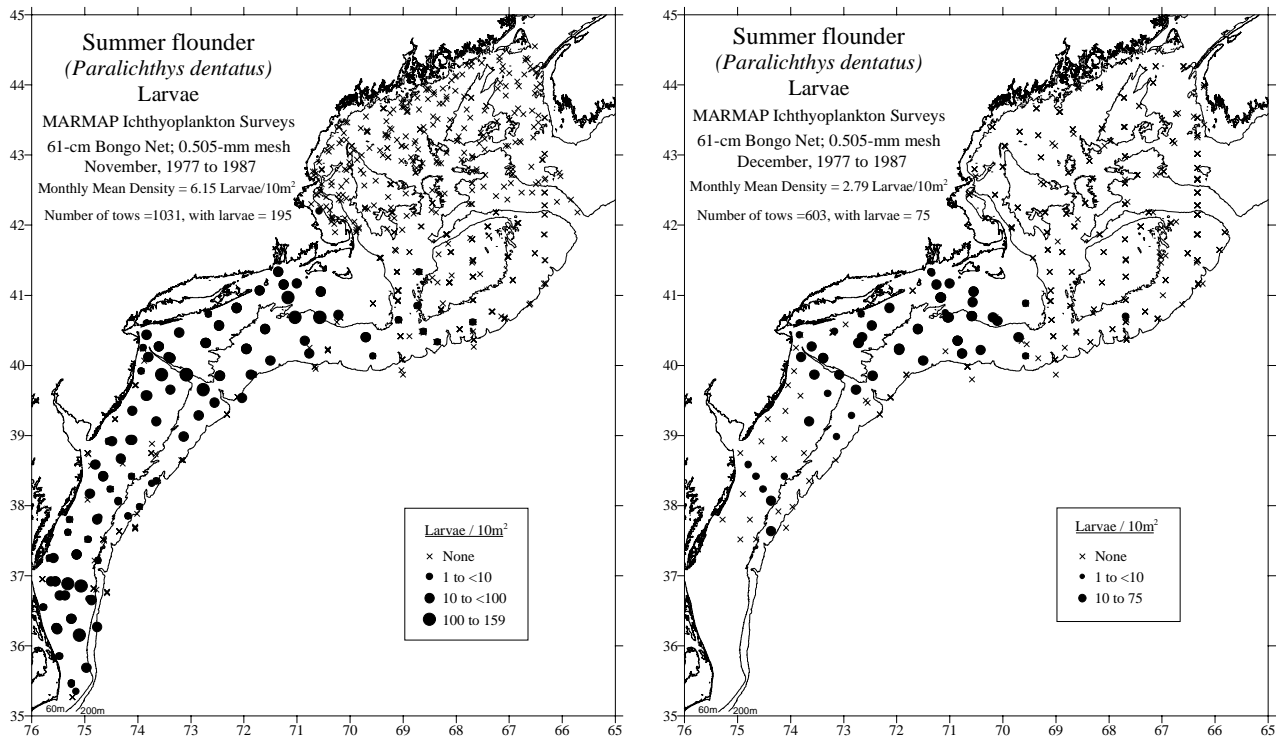 Summer flounder
(Paralichthys dentatus)
Larvae
MARMAP Ichthyoplankton Surveys
61-cm Bongo Net; 0.505-mm mesh
November, 1977 to 1987
Monthly Mean Density = 6.15 Larvae/10m²
Number of tows =1031, with larvae = 195
45
44
43
42
41
40
39
38
37
36
35
Larvae / 10m²
× None
1 to <10
10 to <100
100 to 159
60m
200m
76 75 74 73 72 71 70 69 68 67 66 65
Summer flounder
(Paralichthys dentatus)
Larvae
MARMAP Ichthyoplankton Surveys
61-cm Bongo Net; 0.505-mm mesh
December, 1977 to 1987
Monthly Mean Density = 2.79 Larvae/10m²
Number of tows =603, with larvae = 75
45
44
43
42
41
40
39
38
37
36
35
Larvae / 10m²
× None
1 to <10
10 to 75
60m
200m
76 75 74 73 72 71 70 69 68 67 66 65